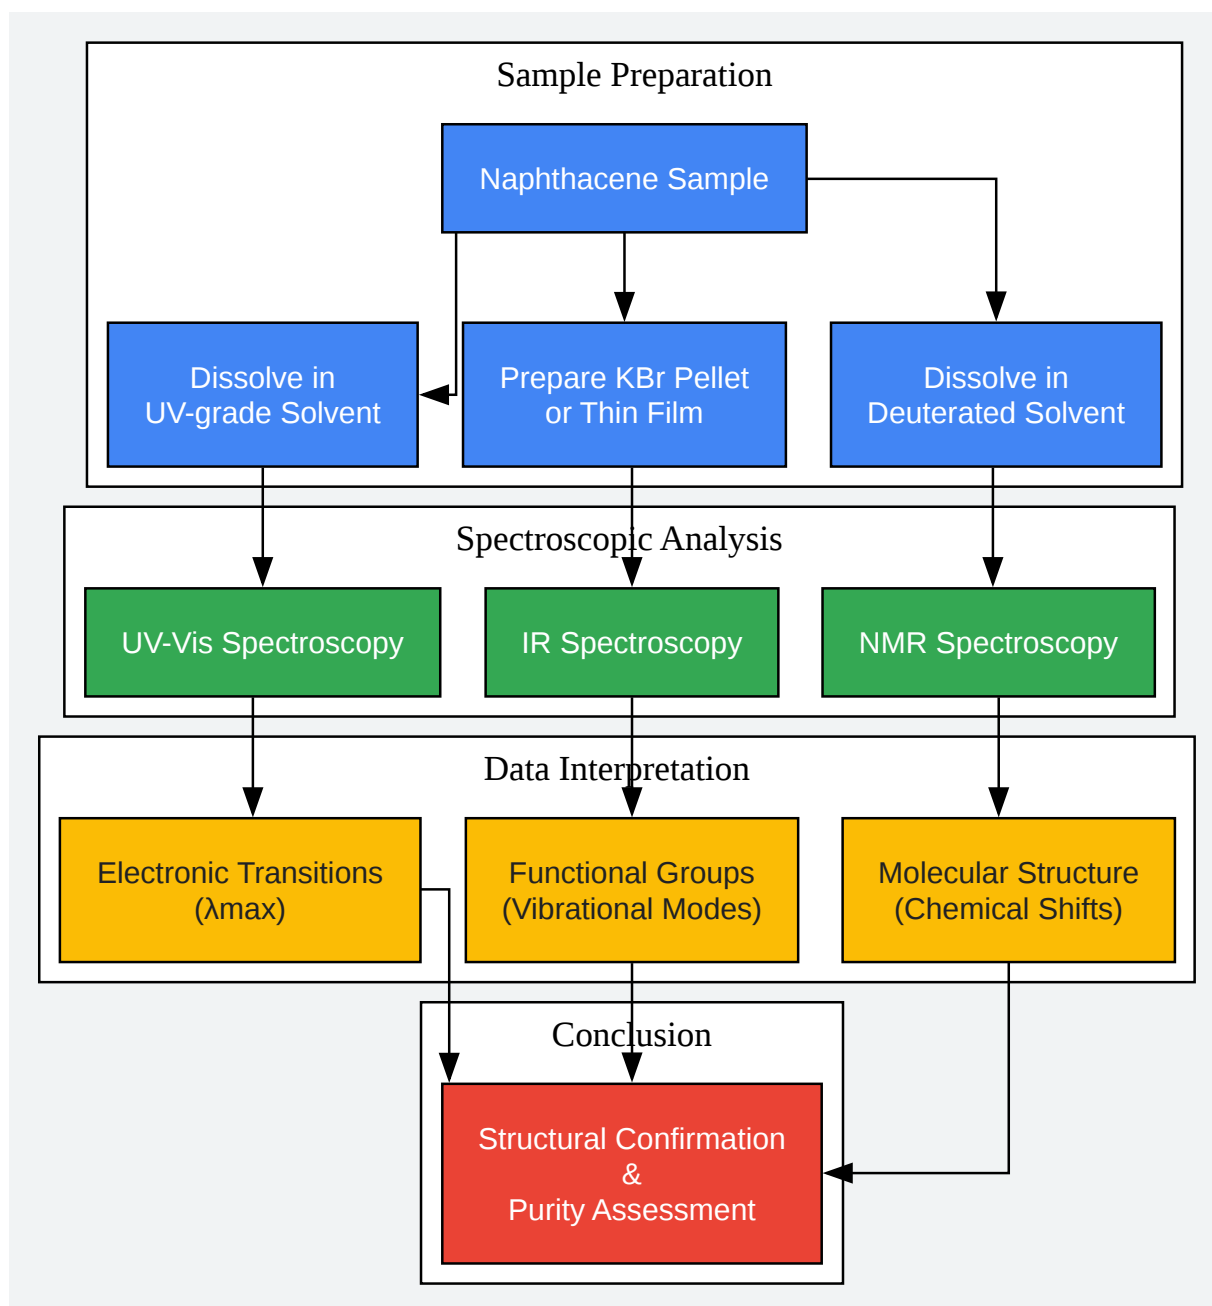 Sample Preparation
Naphthacene Sample
Dissolve in
UV-grade Solvent
Prepare KBr Pellet
or Thin Film
Dissolve in
Deuterated Solvent
Spectroscopic Analysis
UV-Vis Spectroscopy
IR Spectroscopy
NMR Spectroscopy
Data Interpretation
Electronic Transitions
(λmax)
Functional Groups
(Vibrational Modes)
Molecular Structure
(Chemical Shifts)
Conclusion
Structural Confirmation
&
Purity Assessment